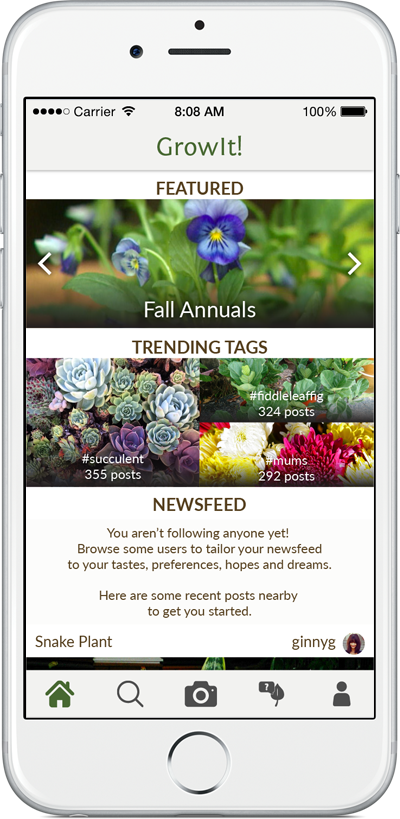 Carrier 8:08 AM 100%
GrowIt!
FEATURED
Fall Annuals
TRENDING TAGS
#succulent
355 posts
#fiddleleaffig
324 posts
#mums
292 posts
NEWSFEED
You aren't following anyone yet!
Browse some users to tailor your newsfeed
to your tastes, preferences, hopes and dreams.
Here are some recent posts nearby
to get you started.
Snake Plant ginnyg
?